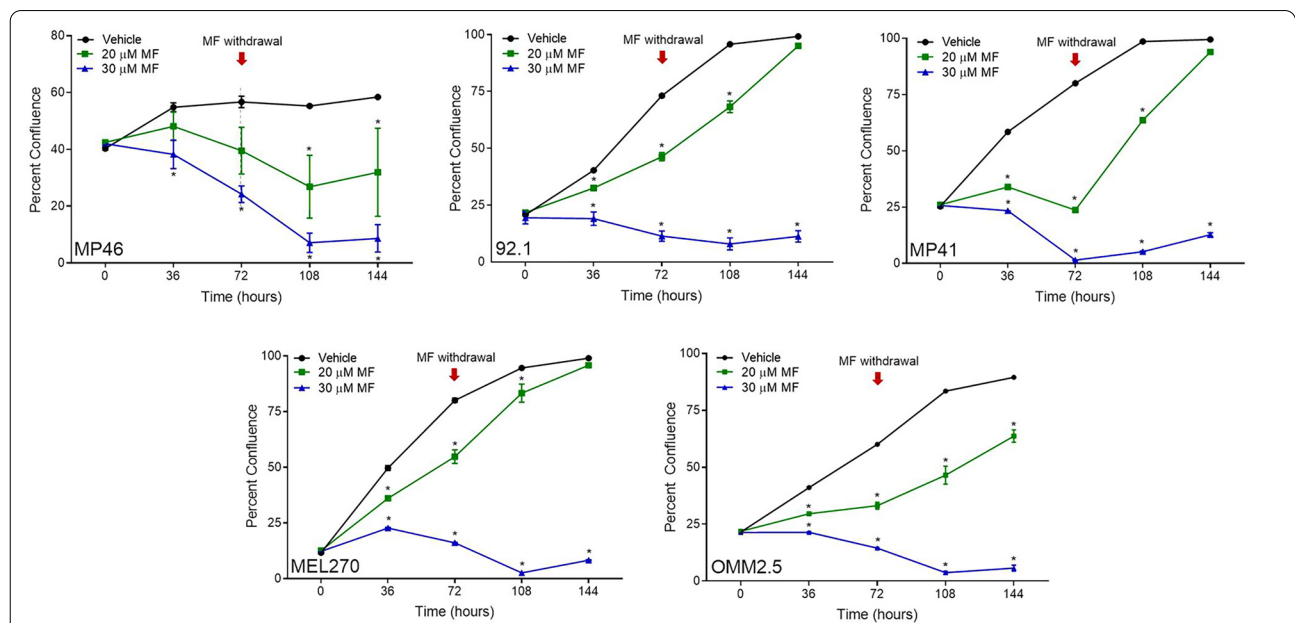 Vehicle
20 μM MF
30 μM MF
MF withdrawal
Percent Confluence
80
60
40
20
0
MP46
*
*
*
*
*
*
0 36 72 108 144
Time (hours)
Vehicle
20 μM MF
30 μM MF
MF withdrawal
Percent Confluence
100
75
50
25
0
92.1
*
*
*
*
*
*
*
0 36 72 108 144
Time (hours)
Vehicle
20 μM MF
30 μM MF
MF withdrawal
Percent Confluence
100
75
50
25
0
MP41
*
*
*
*
*
*
*
0 36 72 108 144
Time (hours)
Vehicle
20 μM MF
30 μM MF
MF withdrawal
Percent Confluence
100
75
50
25
0
MEL270
*
*
*
*
*
*
*
0 36 72 108 144
Time (hours)
Vehicle
20 μM MF
30 μM MF
MF withdrawal
Percent Confluence
100
75
50
25
0
OMM2.5
*
*
*
*
*
*
*
*
0 36 72 108 144
Time (hours)